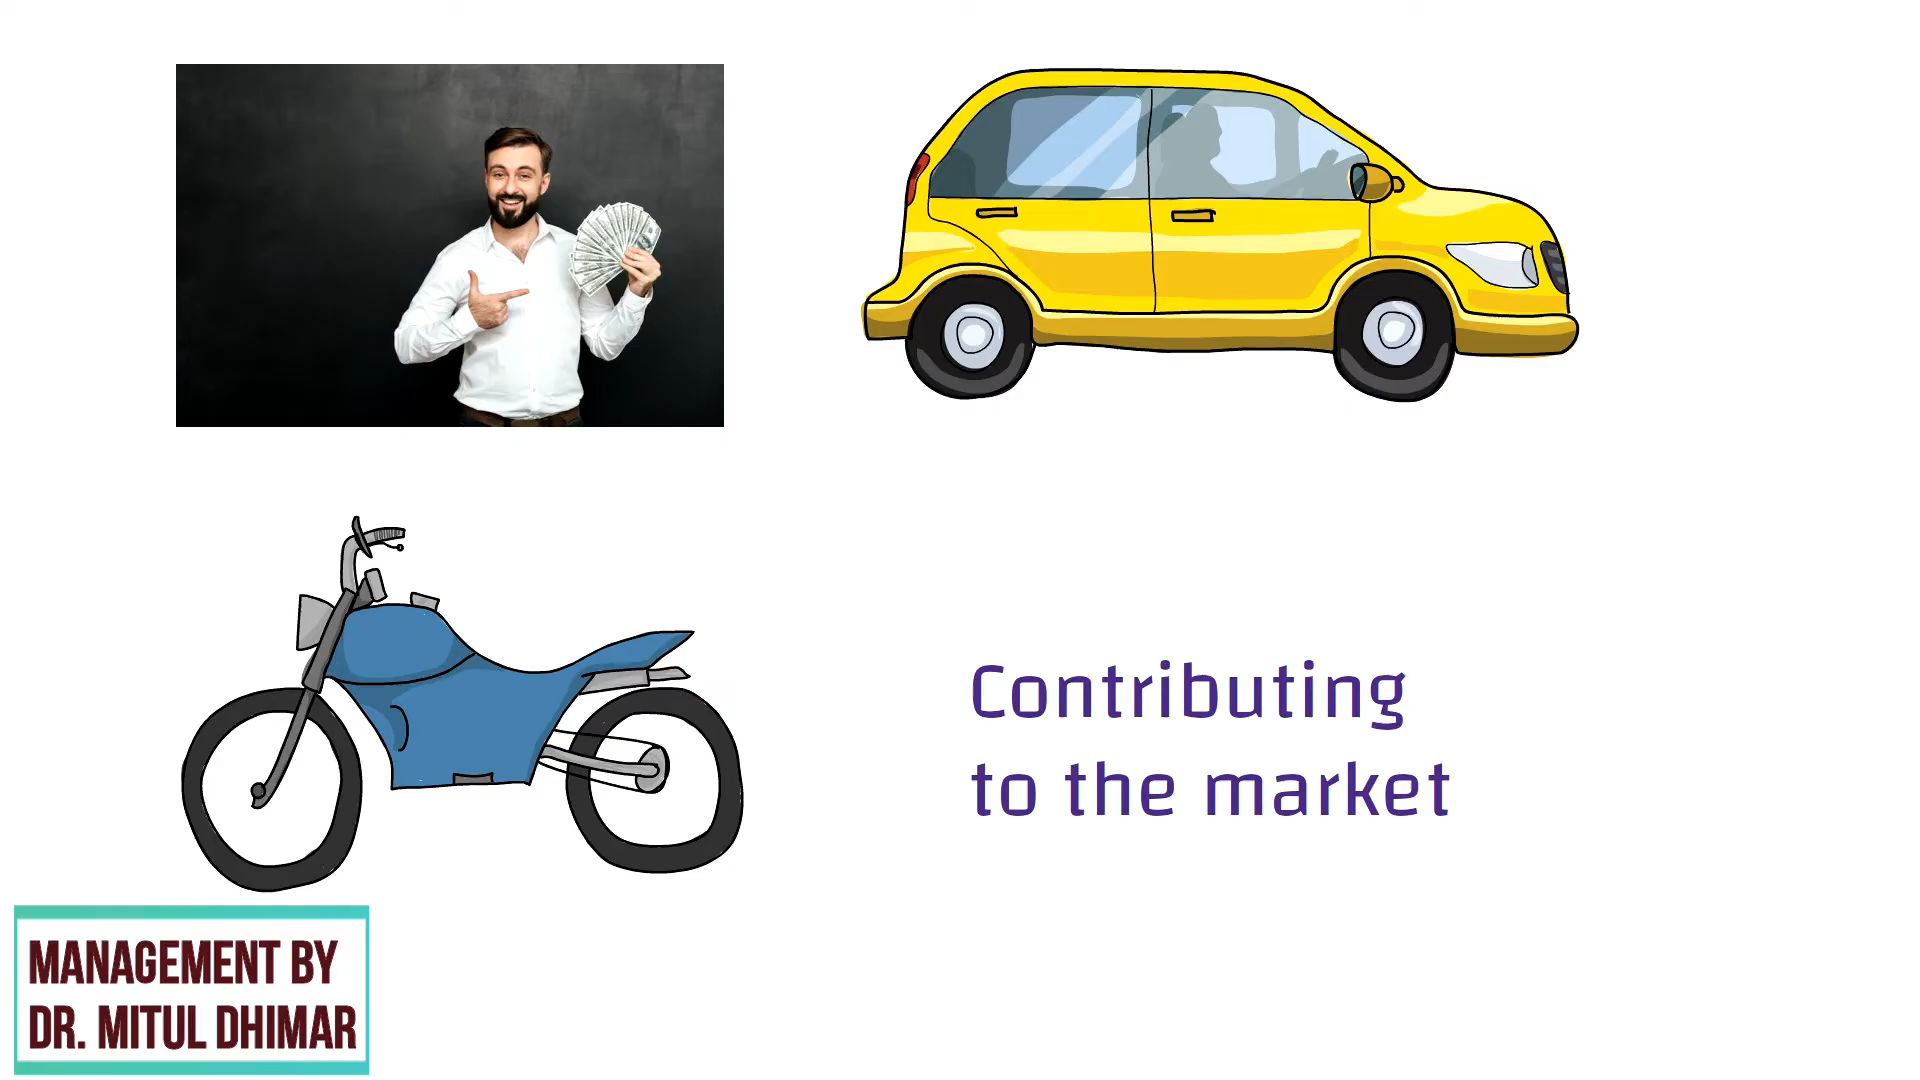 Contributing
to the market
MANAGEMENT BY
DR. MITUL DHIMAR